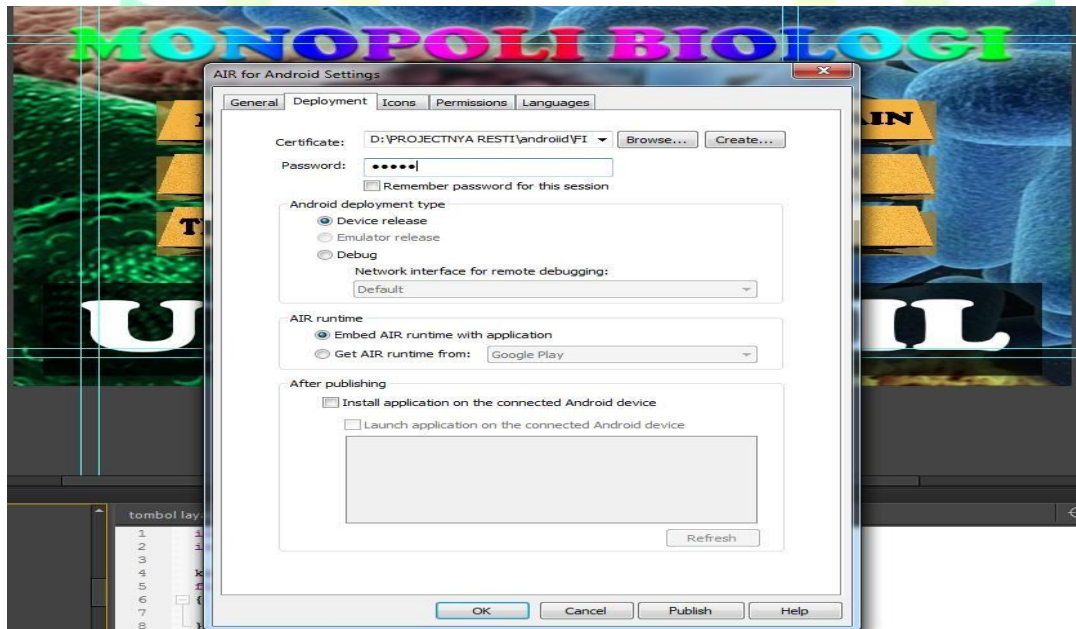 MONOPOLI BIOLOGI
AIR for Android Settings
General Deployment Icons Permissions Languages
Certificate: D:\PROJECTNYA RESTI\androiid\FI Browse... Create...
Password: •••••
Remember password for this session
Android deployment type
Device release
Emulator release
Debug
Network interface for remote debugging:
Default
AIR runtime
Embed AIR runtime with application
Get AIR runtime from: Google Play
After publishing
Install application on the connected Android device
Launch application on the connected Android device
Refresh
OK Cancel Publish Help
tombol lay
1
2
3
4
5
6 {
7
8